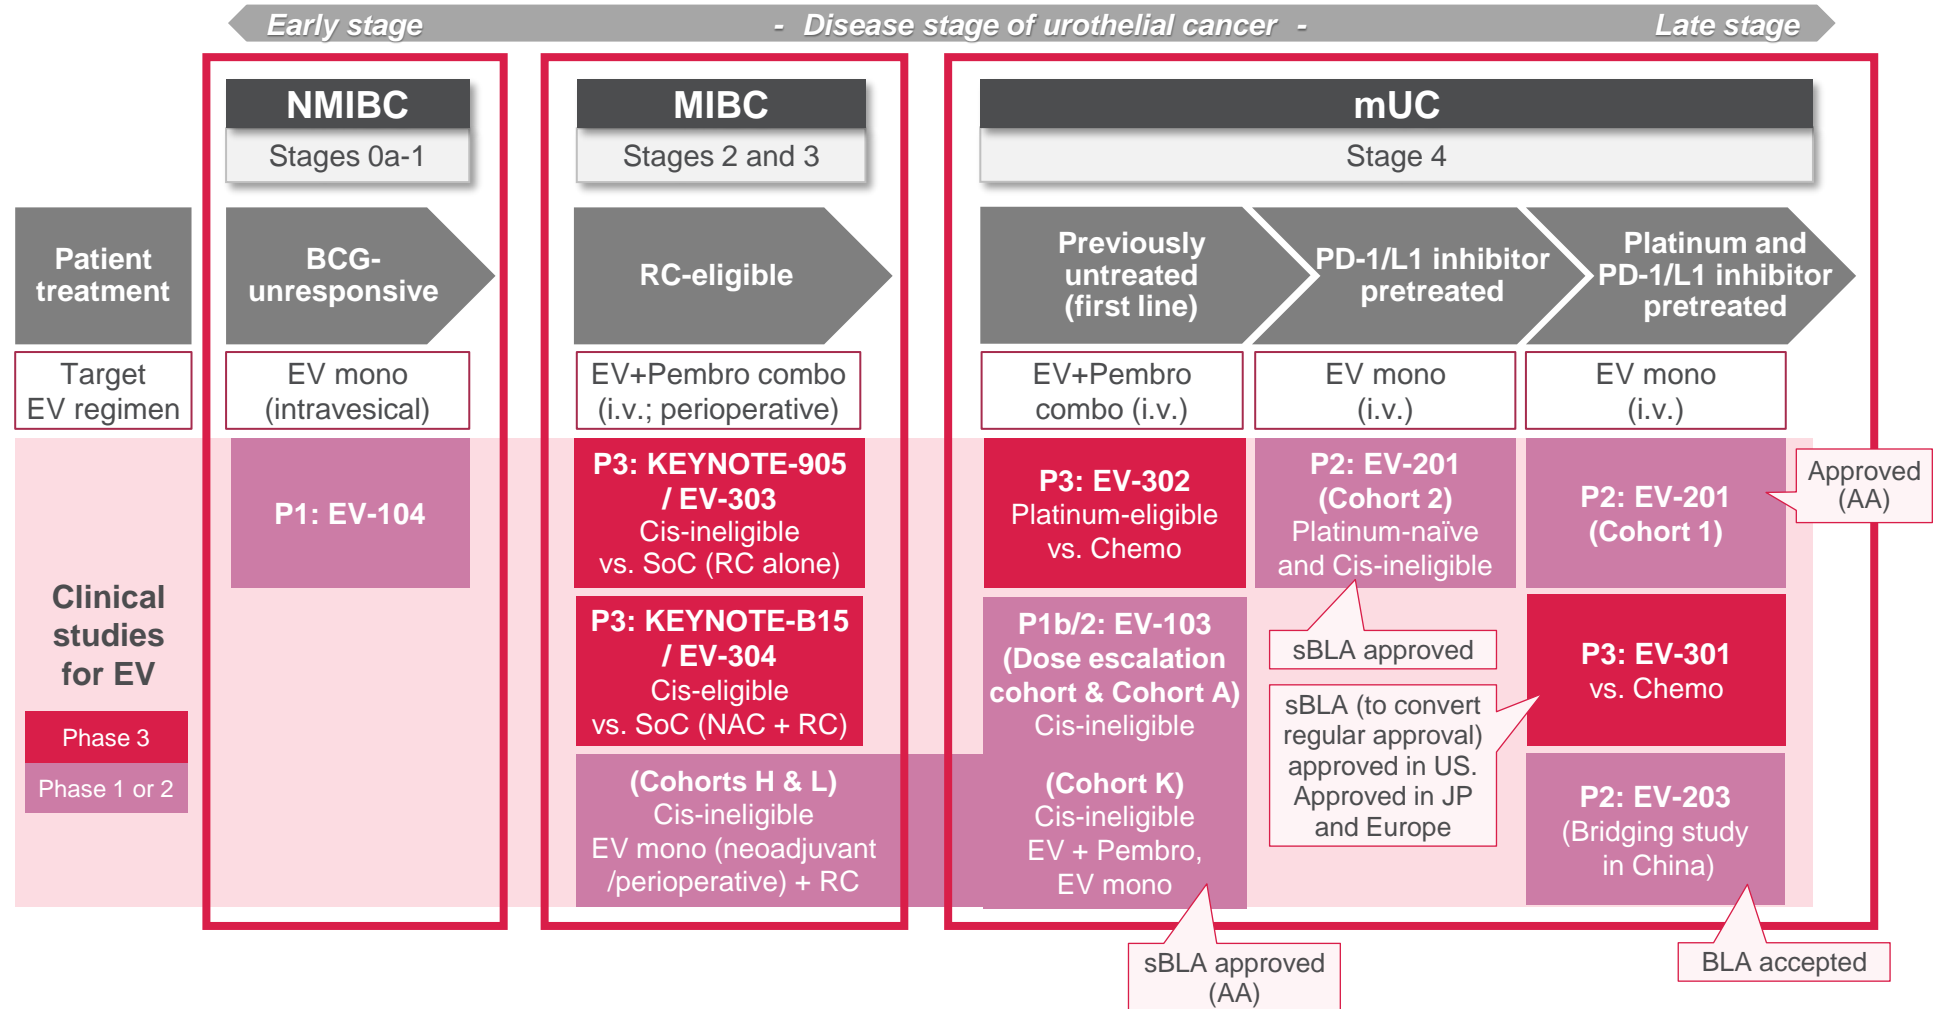 Early stage - Disease stage of urothelial cancer - Late stage
NMIBC
Stages 0a-1
MIBC
Stages 2 and 3
mUC
Stage 4
Patient
treatment
BCG-
unresponsive
RC-eligible
Previously
untreated
(first line)
PD-1/L1 inhibitor
pretreated
Platinum and
PD-1/L1 inhibitor
pretreated
Target
EV regimen
EV mono
(intravesical)
EV+Pembro combo
(i.v.; perioperative)
EV+Pembro
combo (i.v.)
EV mono
(i.v.)
EV mono
(i.v.)
Clinical
studies
for EV
Phase 3
Phase 1 or 2
P1: EV-104
P3: KEYNOTE-905
/ EV-303
Cis-ineligible
vs. SoC (RC alone)
P3: KEYNOTE-B15
/ EV-304
Cis-eligible
vs. SoC (NAC + RC)
(Cohorts H & L)
Cis-ineligible
EV mono (neoadjuvant
/perioperative) + RC
P3: EV-302
Platinum-eligible
vs. Chemo
P1b/2: EV-103
(Dose escalation
cohort & Cohort A)
Cis-ineligible
(Cohort K)
Cis-ineligible
EV + Pembro,
EV mono
sBLA approved
(AA)
P2: EV-201
(Cohort 2)
Platinum-naïve
and Cis-ineligible
sBLA approved
sBLA (to convert
regular approval)
approved in US.
Approved in JP
and Europe
P2: EV-201
(Cohort 1)
Approved
(AA)
P3: EV-301
vs. Chemo
P2: EV-203
(Bridging study
in China)
BLA accepted